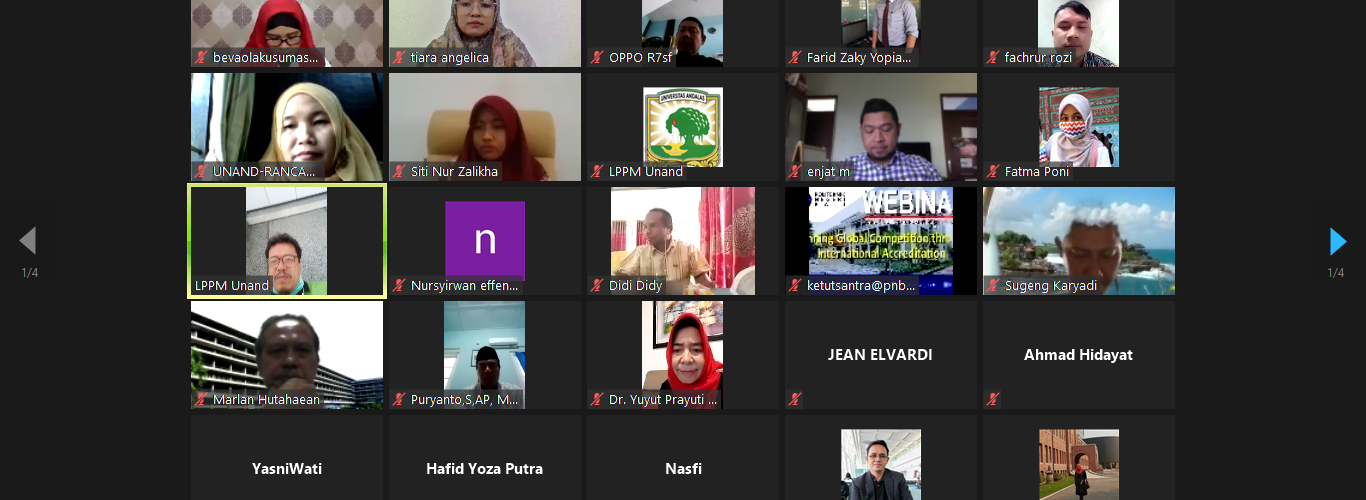 bevaolakusumas...
tiara angelica
OPPO R7sf
Farid Zaky Yopia...
fachrur rozi
UNAND-RANCA...
Siti Nur Zalikha
UNIVERSITAS ANDALAS
LPPM Unand
enjat m
Fatma Poni
LPPM Unand
n
Nursyirwan effen...
Didi Didy
WEBINA
ning Global Competition thr
International Accreditation
ketutsantra@pnb...
Sugeng Karyadi
1/4
1/4
Marlan Hutahaean
Puryanto,S,AP, M...
Dr. Yuyut Prayuti ...
JEAN ELVARDI
Ahmad Hidayat
YasniWati
Hafid Yoza Putra
Nasfi